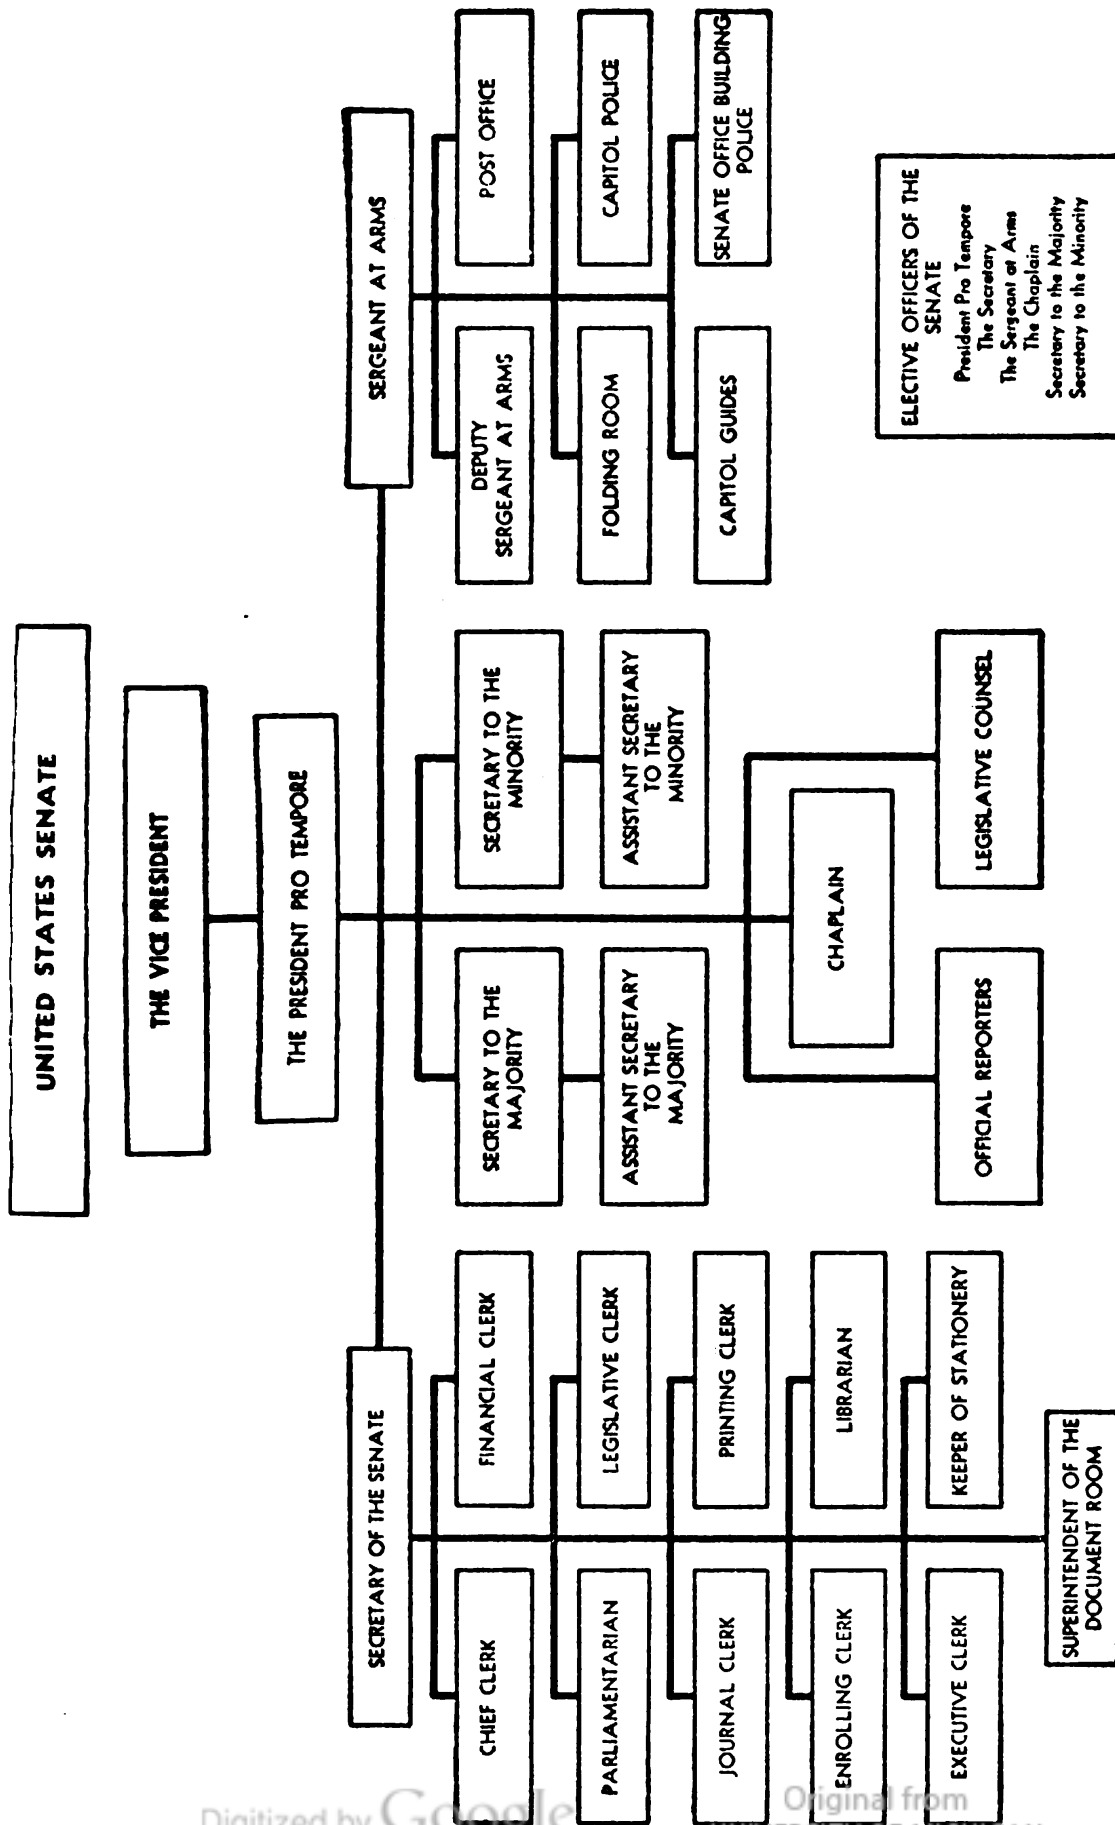 UNITED STATES SENATE
THE VICE PRESIDENT
THE PRESIDENT PRO TEMPORE
SECRETARY OF THE SENATE
CHIEF CLERK
FINANCIAL CLERK
PARLIAMENTARIAN
LEGISLATIVE CLERK
JOURNAL CLERK
PRINTING CLERK
ENROLLING CLERK
LIBRARIAN
EXECUTIVE CLERK
KEEPER OF STATIONERY
SUPERINTENDENT OF THE
DOCUMENT ROOM
SECRETARY TO THE
MAJORITY
SECRETARY TO THE
MINORITY
ASSISTANT SECRETARY
TO THE
MAJORITY
ASSISTANT SECRETARY
TO THE
MINORITY
CHAPLAIN
OFFICIAL REPORTERS
LEGISLATIVE COUNSEL
SERGEANT AT ARMS
DEPUTY
SERGEANT AT ARMS
POST OFFICE
FOLDING ROOM
CAPITOL POLICE
CAPITOL GUIDES
SENATE OFFICE BUILDING
POLICE
ELECTIVE OFFICERS OF THE
SENATE
President Pro Tempore
The Secretary
The Sergeant at Arms
The Chaplain
Secretary to the Majority
Secretary to the Minority
Digitized by Google
Original from